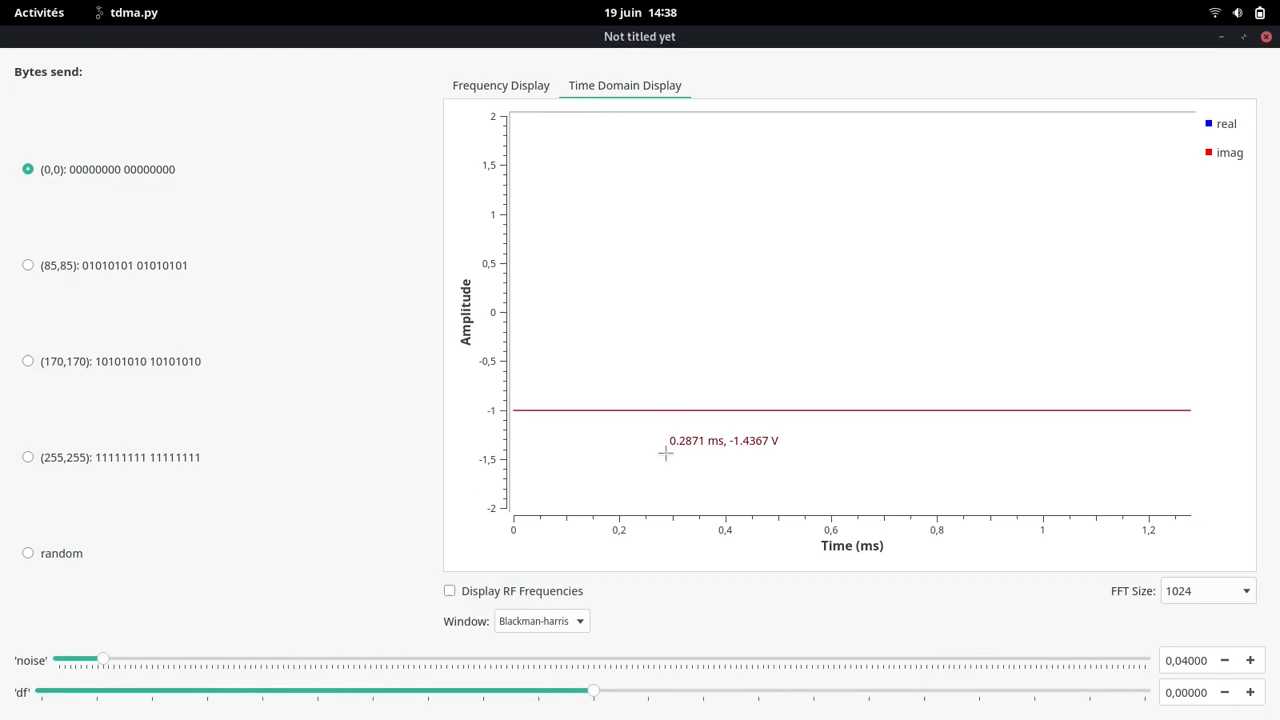 Activités
tdma.py
19 juin 14:38
Not titled yet
Bytes send:
(0,0): 00000000 00000000
(85,85): 01010101 01010101
(170,170): 10101010 10101010
(255,255): 11111111 11111111
random
Frequency Display
Time Domain Display
real
imag
Amplitude
2
1,5
1
0,5
0
-0,5
-1
-1,5
-2
0.2871 ms, -1.4367 V
0
0,2
0,4
0,6
0,8
1
1,2
Time (ms)
Display RF Frequencies
FFT Size:
1024
Window:
Blackman-harris
'noise'
0,04000
'df'
0,00000